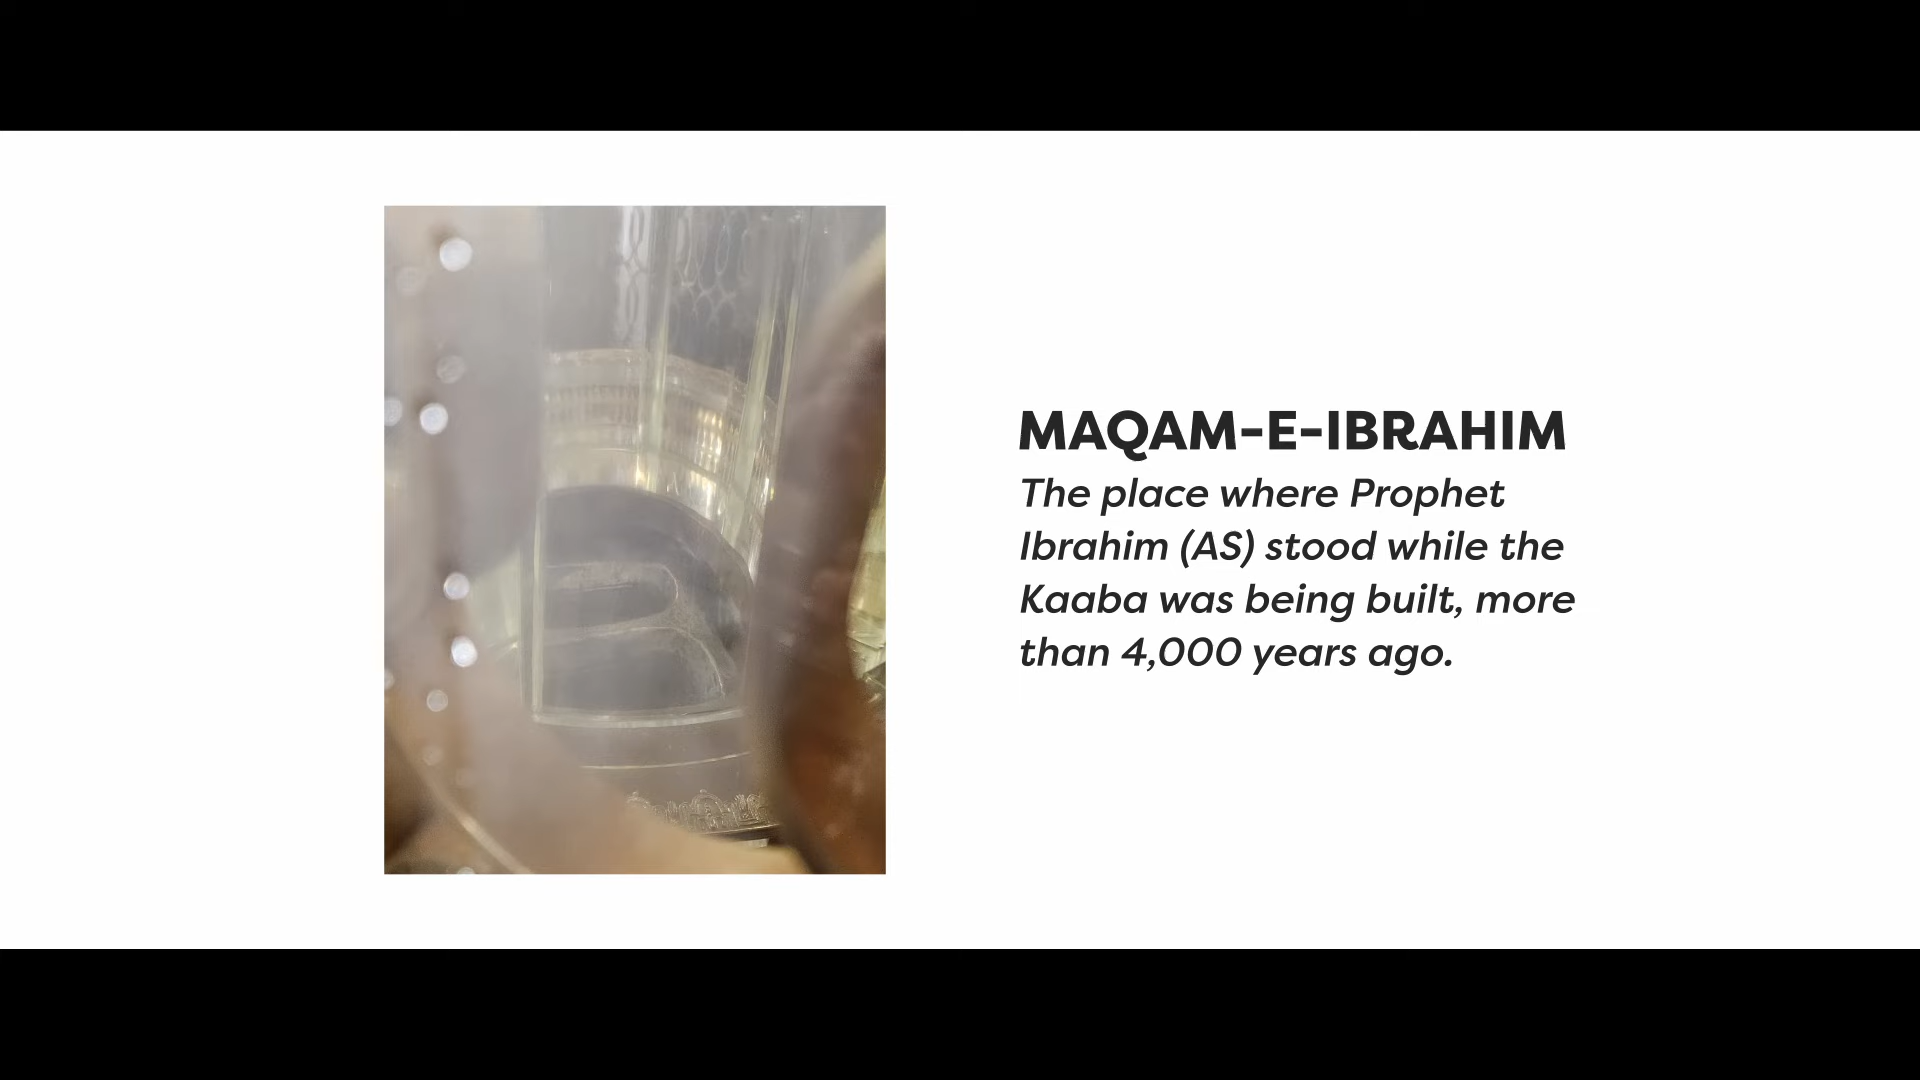 MAQAM-E-IBRAHIM
The place where Prophet
Ibrahim (AS) stood while the
Kaaba was being built, more
than 4,000 years ago.